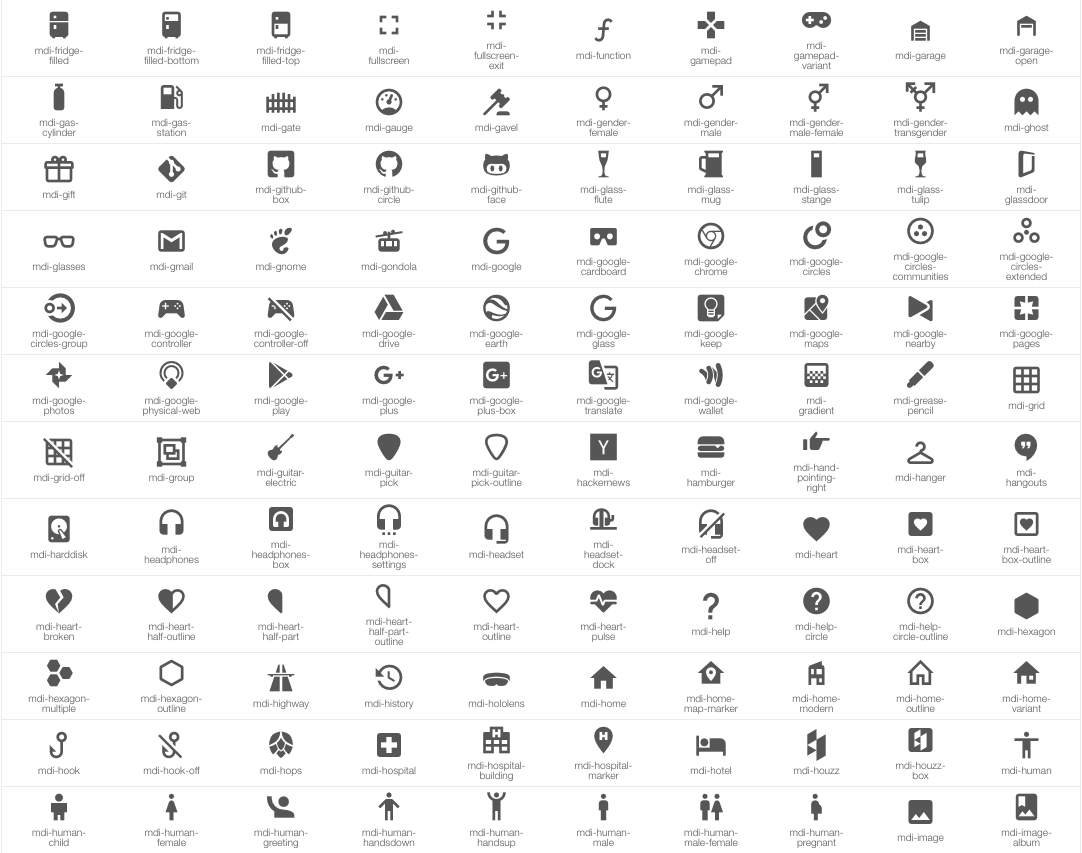 mdi-fridge-
filled
mdi-fridge-
filled-bottom
mdi-fridge-
filled-top
mdi-
fullscreen
mdi-
fullscreen-
exit
mdi-function
mdi-
gamepad
mdi-
gamepad-
variant
mdi-garage
mdi-garage-
open
mdi-gas-
cylinder
mdi-gas-
station
mdi-gate
mdi-gauge
mdi-gavel
mdi-gender-
female
mdi-gender-
male
mdi-gender-
male-female
mdi-gender-
transgender
mdi-ghost
mdi-gift
mdi-git
mdi-github-
box
mdi-github-
circle
mdi-github-
face
mdi-glass-
flute
mdi-glass-
mug
mdi-glass-
stange
mdi-glass-
tulip
mdi-
glassdoor
mdi-glasses
mdi-gmail
mdi-gnome
mdi-gondola
mdi-google
mdi-google-
cardboard
mdi-google-
chrome
mdi-google-
circles
mdi-google-
circles-
communities
mdi-google-
circles-
extended
mdi-google-
circles-group
mdi-google-
controller
mdi-google-
controller-off
mdi-google-
drive
mdi-google-
earth
mdi-google-
glass
mdi-google-
keep
mdi-google-
maps
mdi-google-
nearby
mdi-google-
pages
mdi-google-
photos
mdi-google-
physical-web
mdi-google-
play
G+
mdi-google-
plus
G+
mdi-google-
plus-box
G文
mdi-google-
translate
mdi-google-
wallet
mdi-
gradient
mdi-grease-
pencil
mdi-grid
mdi-grid-off
mdi-group
mdi-guitar-
electric
mdi-guitar-
pick
mdi-guitar-
pick-outline
Y
mdi-
hackernews
mdi-
hamburger
mdi-hand-
pointing-
right
mdi-hanger
mdi-
hangouts
mdi-harddisk
mdi-
headphones
mdi-
headphones-
box
mdi-
headphones-
settings
mdi-headset
mdi-
headset-
dock
mdi-headset-
off
mdi-heart
mdi-heart-
box
mdi-heart-
box-outline
mdi-heart-
broken
mdi-heart-
half-outline
mdi-heart-
half-part
mdi-heart-
half-part-
outline
mdi-heart-
outline
mdi-heart-
pulse
?
mdi-help
?
mdi-help-
circle
?
mdi-help-
circle-outline
mdi-hexagon
mdi-hexagon-
multiple
mdi-hexagon-
outline
mdi-highway
mdi-history
mdi-hololens
mdi-home
mdi-home-
map-marker
mdi-home-
modern
mdi-home-
outline
mdi-home-
variant
mdi-hook
mdi-hook-off
mdi-hops
mdi-hospital
H
mdi-hospital-
building
H
mdi-hospital-
marker
mdi-hotel
mdi-houzz
mdi-houzz-
box
mdi-human
mdi-human-
child
mdi-human-
female
mdi-human-
greeting
mdi-human-
handsdown
mdi-human-
handsup
mdi-human-
male
mdi-human-
male-female
mdi-human-
pregnant
mdi-image
mdi-image-
album